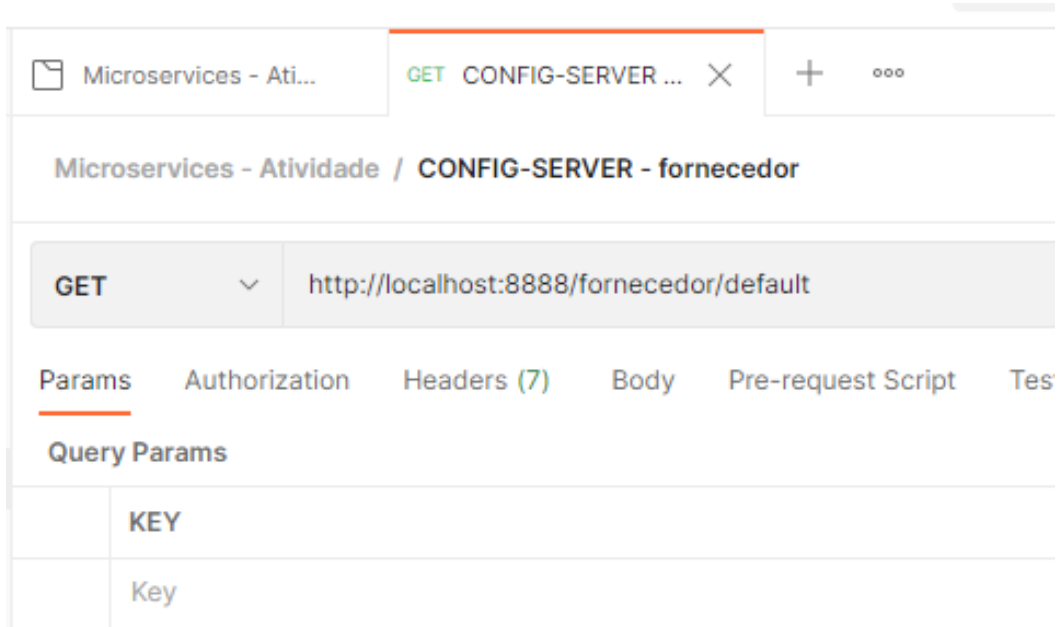 Microservices - Ati... GET CONFIG-SERVER ...
Microservices - Atividade / CONFIG-SERVER - fornecedor
GET http://localhost:8888/fornecedor/default
Params Authorization Headers (7) Body Pre-request Script Test
Query Params
KEY
Key